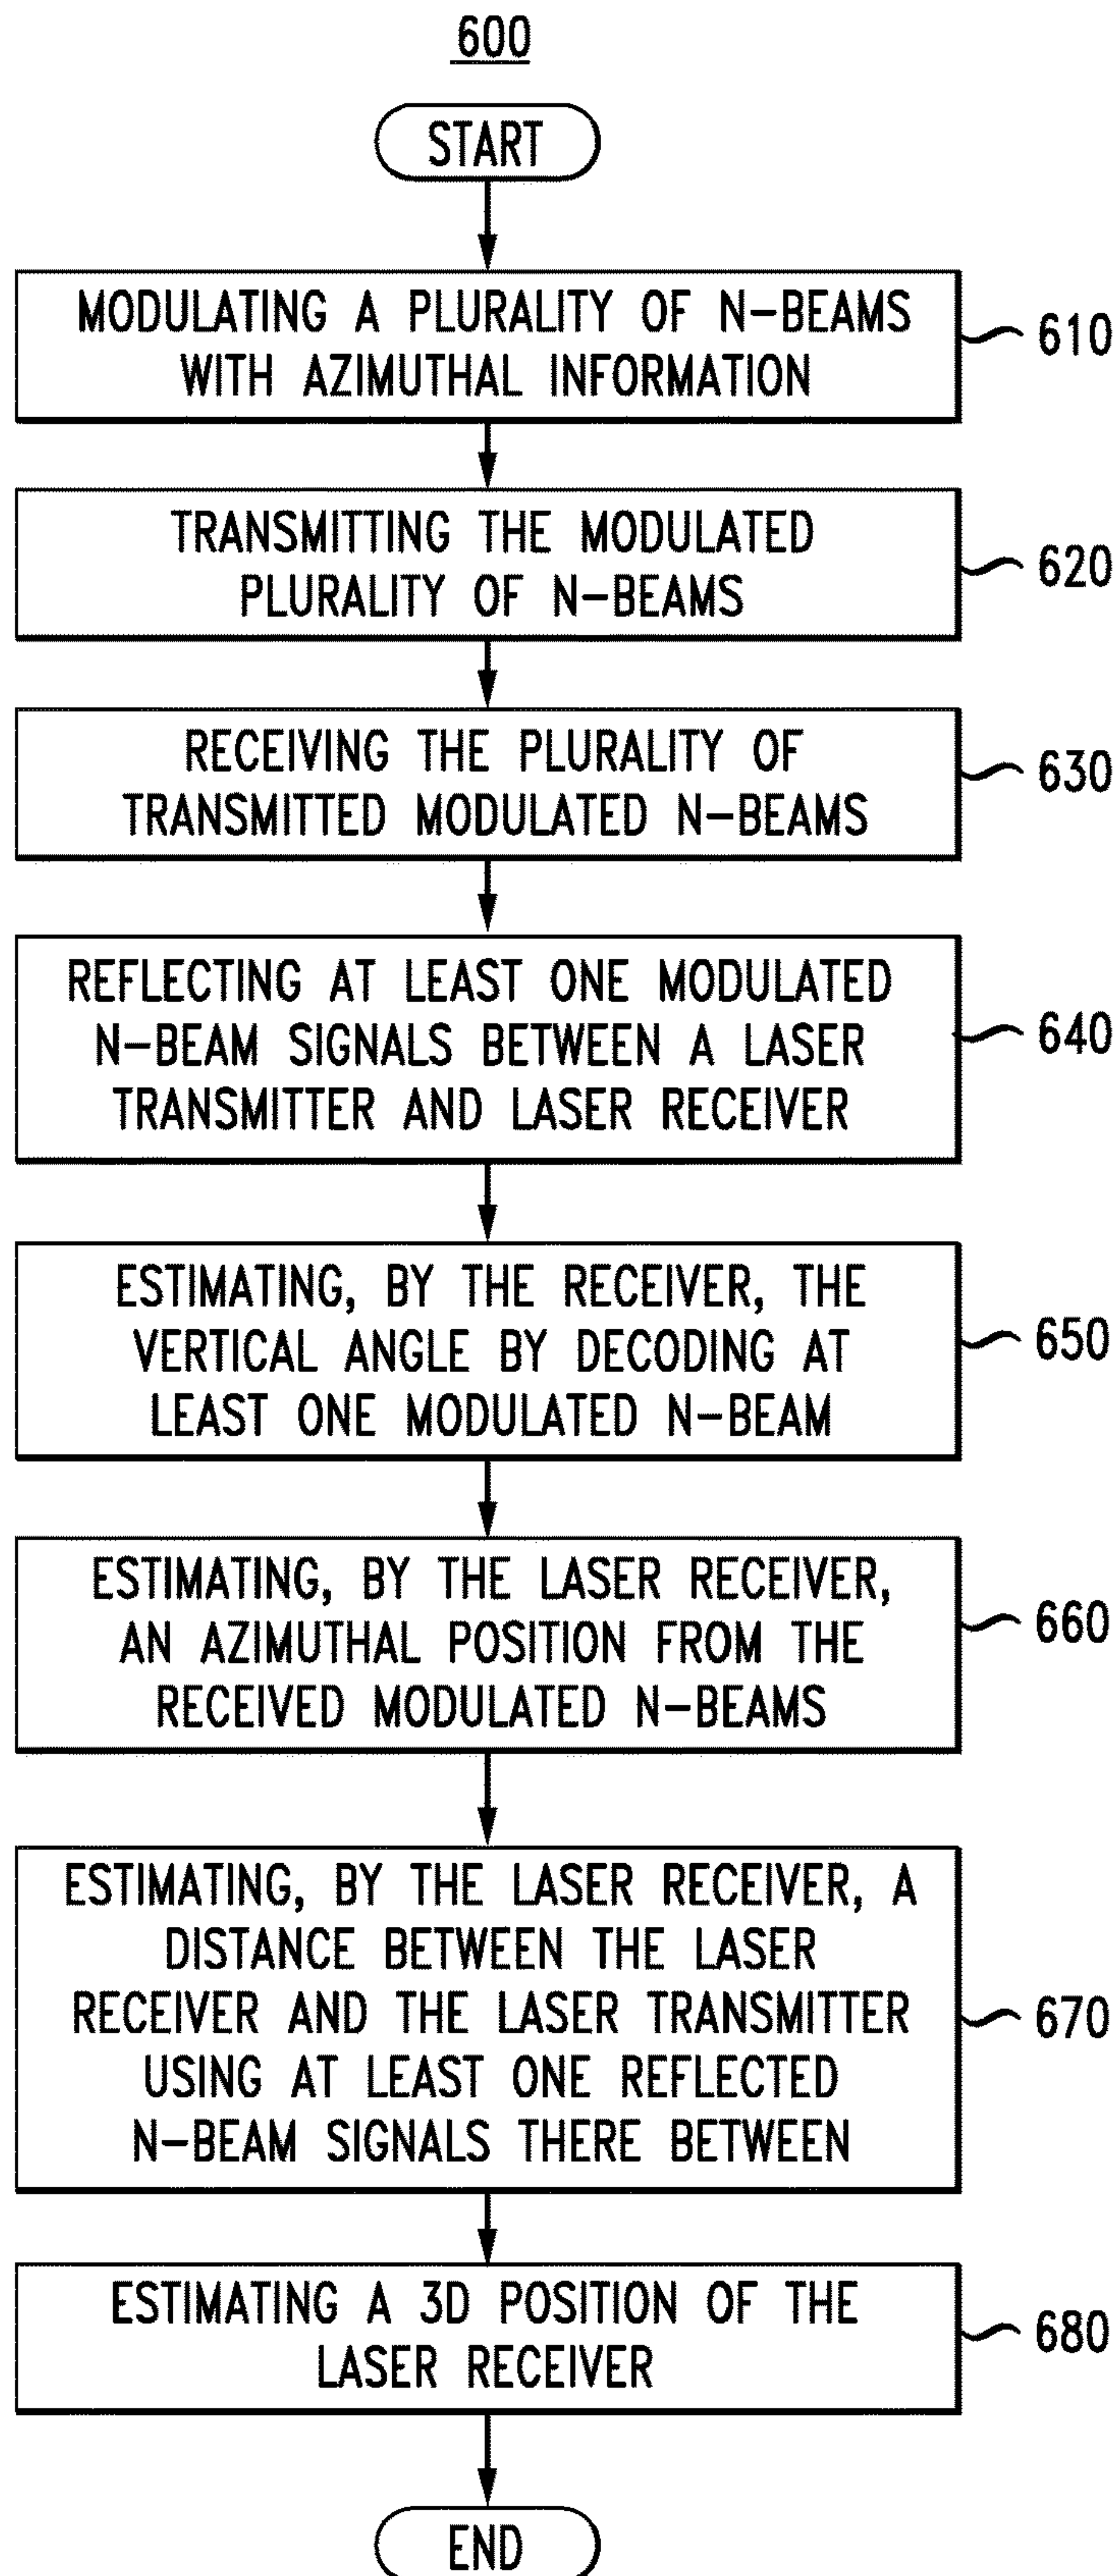 600
START
MODULATING A PLURALITY OF N-BEAMS
WITH AZIMUTHAL INFORMATION
610
TRANSMITTING THE MODULATED
PLURALITY OF N-BEAMS
620
RECEIVING THE PLURALITY OF
TRANSMITTED MODULATED N-BEAMS
630
REFLECTING AT LEAST ONE MODULATED
N-BEAM SIGNALS BETWEEN A LASER
TRANSMITTER AND LASER RECEIVER
640
ESTIMATING, BY THE RECEIVER, THE
VERTICAL ANGLE BY DECODING AT
LEAST ONE MODULATED N-BEAM
650
ESTIMATING, BY THE LASER RECEIVER,
AN AZIMUTHAL POSITION FROM THE
RECEIVED MODULATED N-BEAMS
660
ESTIMATING, BY THE LASER RECEIVER, A
DISTANCE BETWEEN THE LASER
RECEIVER AND THE LASER TRANSMITTER
USING AT LEAST ONE REFLECTED
N-BEAM SIGNALS THERE BETWEEN
670
ESTIMATING A 3D POSITION OF THE
LASER RECEIVER
680
END